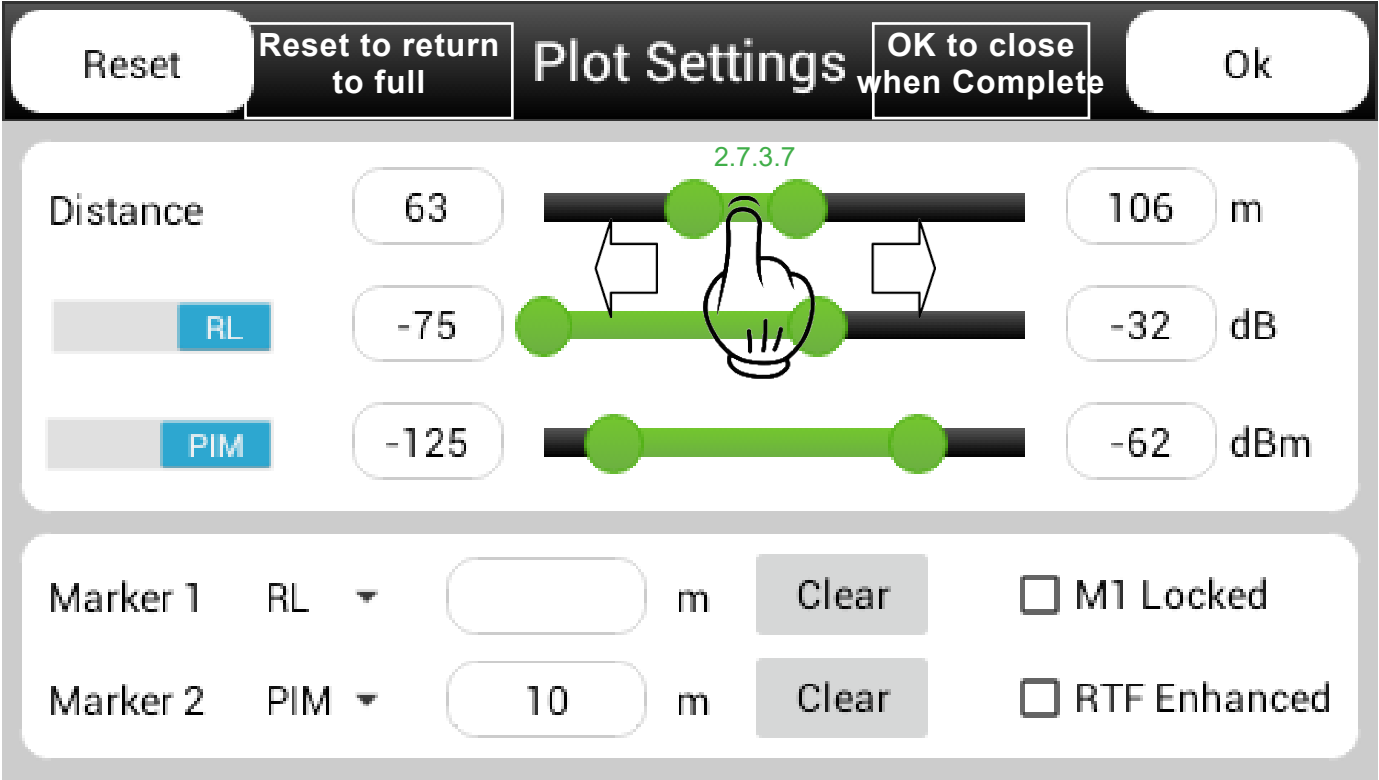 Reset
Reset to return
to full
Plot Settings
OK to close
when Complete
Ok
2.7.3.7
Distance
63
106
m
RL
-75
-32
dB
PIM
-125
-62
dBm
Marker 1
RL
m
Clear
M1 Locked
Marker 2
PIM
10
m
Clear
RTF Enhanced